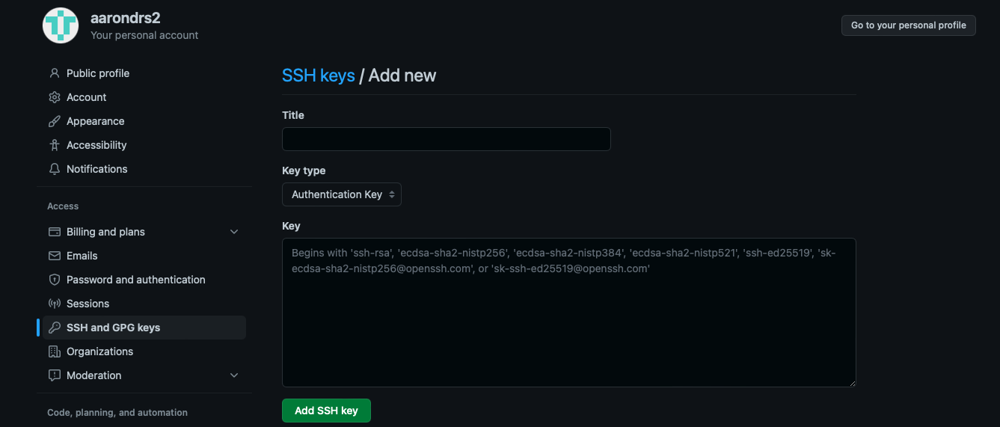 aarondrs2
Your personal account
Go to your personal profile
Public profile
Account
Appearance
Accessibility
Notifications
Access
Billing and plans
Emails
Password and authentication
Sessions
SSH and GPG keys
Organizations
Moderation
Code, planning, and automation
SSH keys / Add new
Title
Key type
Authentication Key
Key
Begins with 'ssh-rsa', 'ecdsa-sha2-nistp256', 'ecdsa-sha2-nistp384', 'ecdsa-sha2-nistp521', 'ssh-ed25519', 'sk-
ecdsa-sha2-nistp256@openssh.com', or 'sk-ssh-ed25519@openssh.com'
Add SSH key